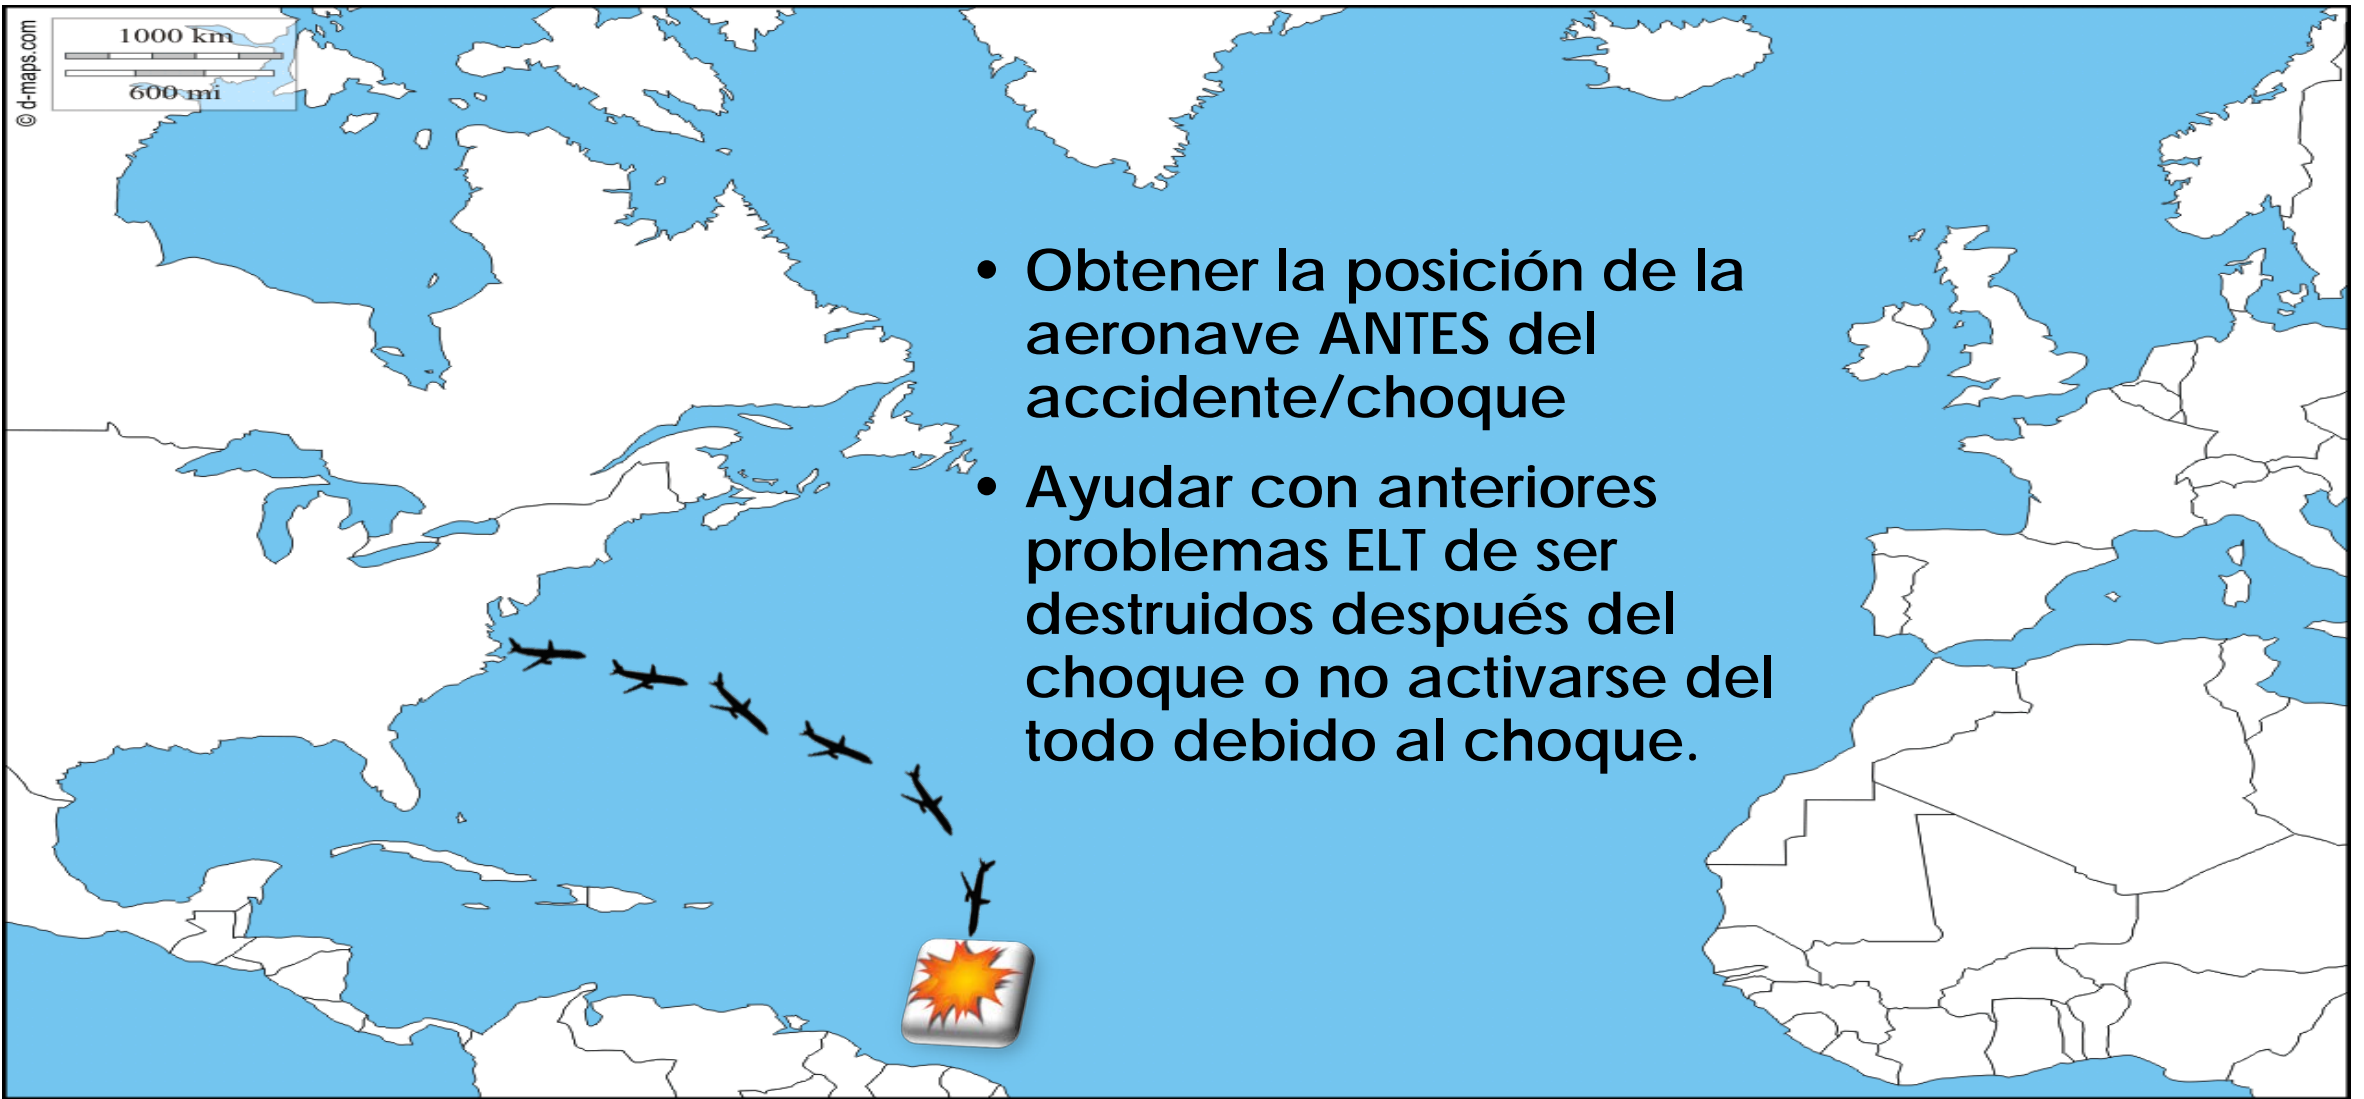 © d-maps.com
1000 km
600 mi
• Obtener la posición de la
aeronave ANTES del
accidente/choque
• Ayudar con anteriores
problemas ELT de ser
destruidos después del
choque o no activarse del
todo debido al choque.